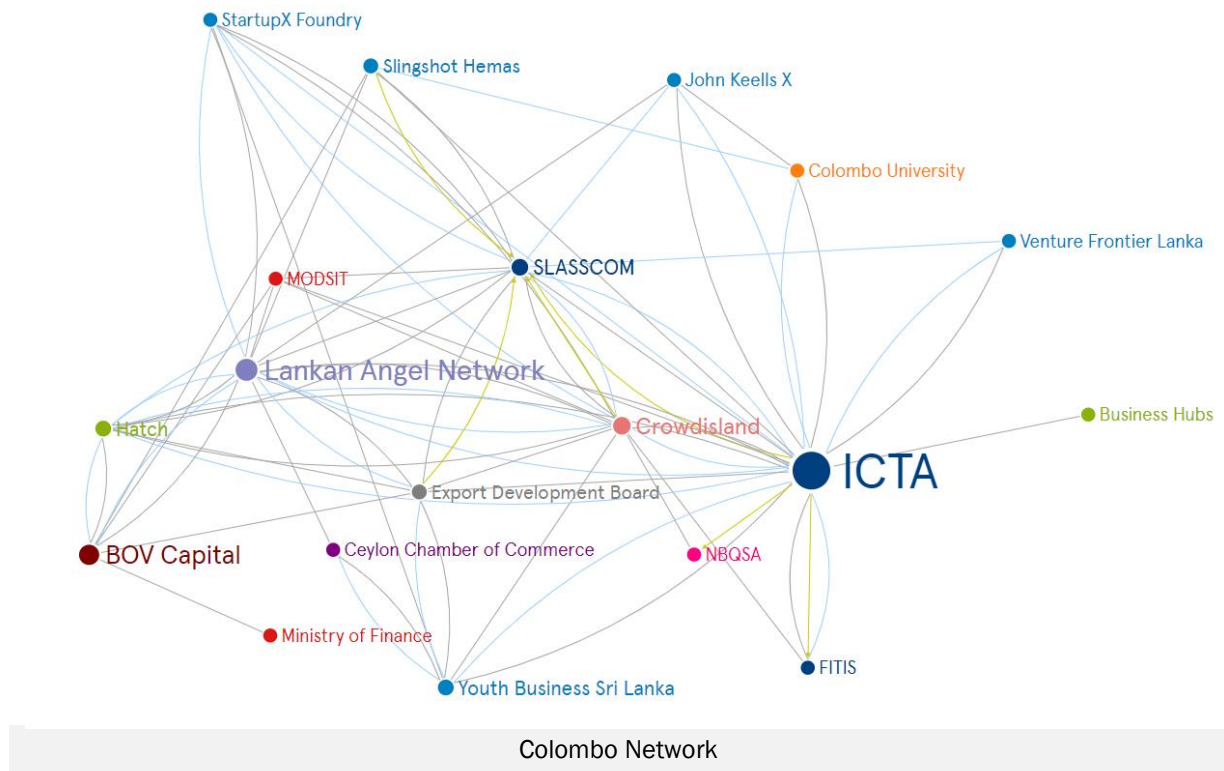 StartupX Foundry
Slingshot Hemas
John Keells X
Colombo University
Venture Frontier Lanka
SLASSCOM
MODSIT
Lankan Angel Network
Business Hubs
Hatch
Crowdisland
ICTA
Export Development Board
BOV Capital
Ceylon Chamber of Commerce
NBQSA
Ministry of Finance
FITIS
Youth Business Sri Lanka
Colombo Network